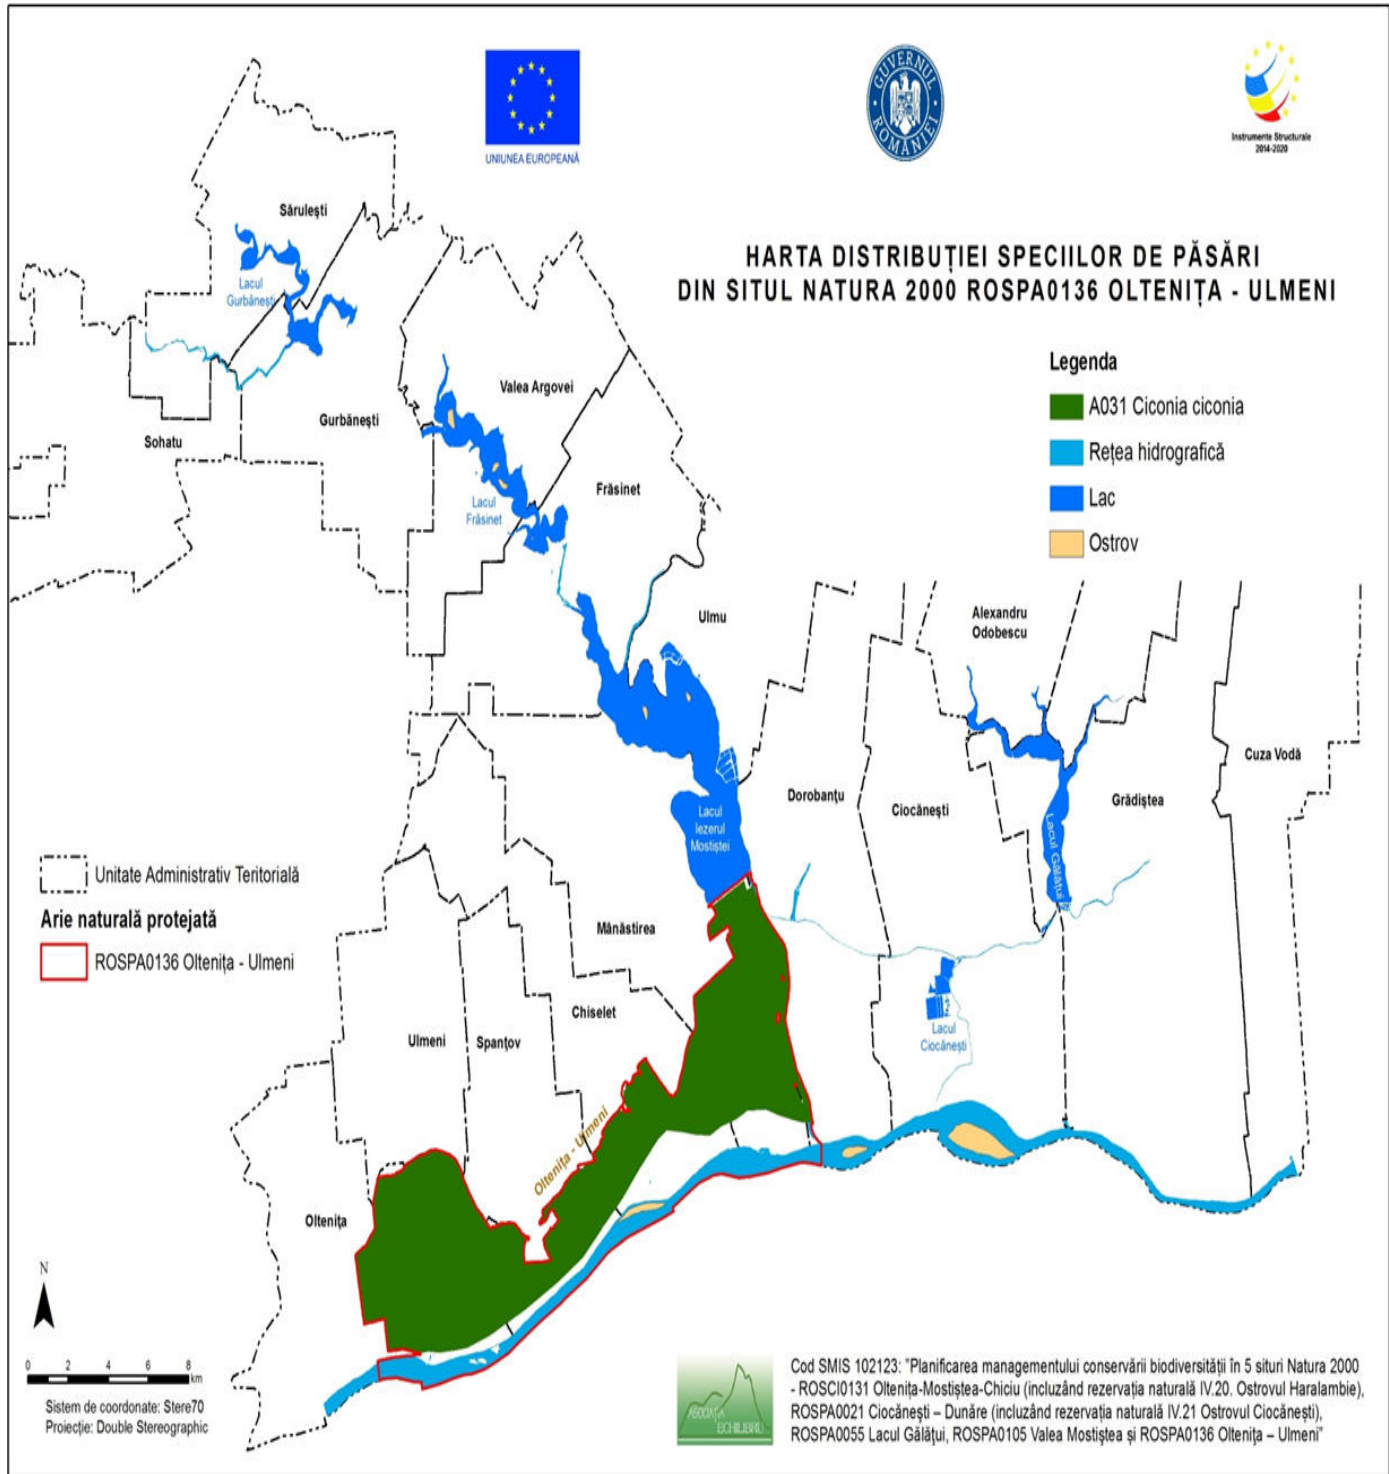 UNIUNEA EUROPEANĂ
GUVERNUL ROMÂNIEI
Instrumente Structurale
2014-2020
HARTA DISTRIBUȚIEI SPECIILOR DE PĂSĂRI
DIN SITUL NATURA 2000 ROSPA0136 OLTENIȚA - ULMENI
Legenda
A031 Ciconia ciconia
Rețea hidrografică
Lac
Ostrov
Sărulești
Lacul
Gurbănești
Valea Argovei
Gurbănești
Sohatu
Frăsinet
Lacul
Frăsinet
Ulmu
Alexandru
Odobescu
Cuza Vodă
Dorobanțu
Ciocănești
Grădiștea
Lacul
Iezerul
Mostiștei
Lacul Gălățui
Unitate Administrativ Teritorială
Arie naturală protejată
ROSPA0136 Oltenița - Ulmeni
Mânăstirea
Chiselet
Ulmeni
Spanțov
Lacul
Ciocănești
Oltenița - Ulmeni
Oltenița
N
0 2 4 6 8
km
Sistem de coordonate: Stere70
Proiecție: Double Stereographic
ASOCIAȚIA
ECHILIBRU
Cod SMIS 102123: "Planificarea managementului conservării biodiversității în 5 situri Natura 2000
- ROSCI0131 Oltenița-Mostiștea-Chiciu (incluzând rezervația naturală IV.20. Ostrovul Haralambie),
ROSPA0021 Ciocănești – Dunăre (incluzând rezervația naturală IV.21 Ostrovul Ciocănești),
ROSPA0055 Lacul Gălățui, ROSPA0105 Valea Mostiștea și ROSPA0136 Oltenița – Ulmeni"